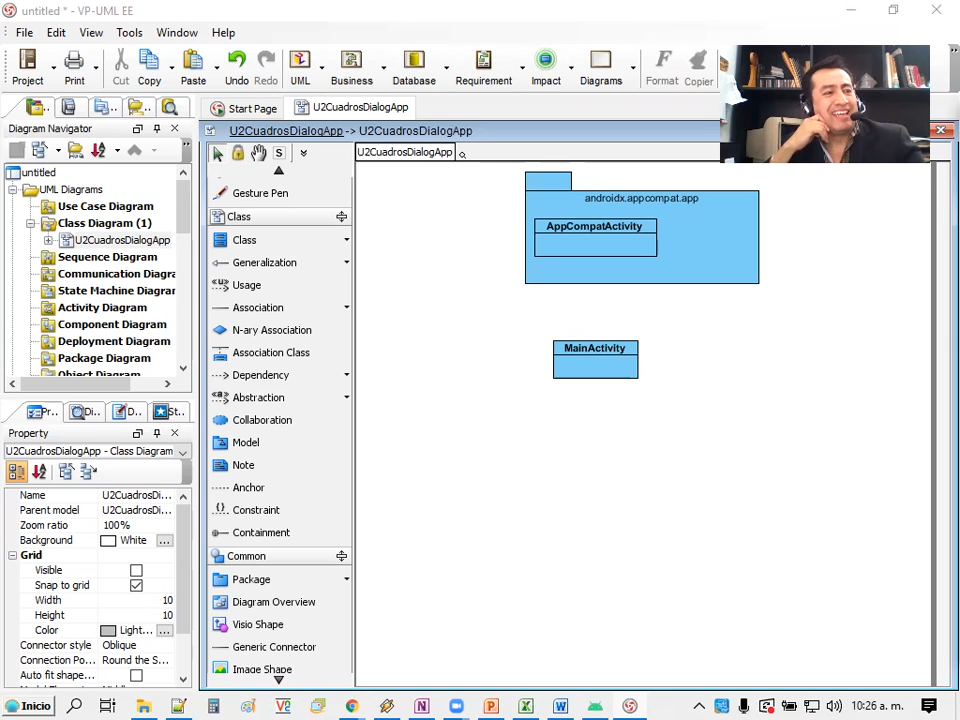 untitled * - VP-UML EE
File Edit View Tools Window Help
Project Print Cut Copy Paste Undo Redo UML Business Database Requirement Impact Diagrams Format Copier
Start Page U2CuadrosDialogApp
Diagram Navigator
U2CuadrosDialogApp -> U2CuadrosDialogApp
U2CuadrosDialogApp
S
untitled
UML Diagrams
Use Case Diagram
Class Diagram (1)
U2CuadrosDialogApp
Sequence Diagram
Communication Diagra
State Machine Diagram
Activity Diagram
Component Diagram
Deployment Diagram
Package Diagram
Object Diagram
Pr... Di... D... St..
Property
U2CuadrosDialogApp - Class Diagram
Name U2CuadrosDi...
Parent model U2CuadrosDi...
Zoom ratio 100%
Background White ...
Grid
Visible
Snap to grid
Width 10
Height 10
Color Light... ...
Connector style Oblique
Connection Po... Round the S...
Auto fit shape...
Gesture Pen
Class
Class
Generalization
Usage
Association
N-ary Association
Association Class
Dependency
Abstraction
Collaboration
Model
Note
Anchor
Constraint
Containment
Common
Package
Diagram Overview
Visio Shape
Generic Connector
Image Shape
androidx.appcompat.app
AppCompatActivity
MainActivity
Inicio 10:26 a. m.